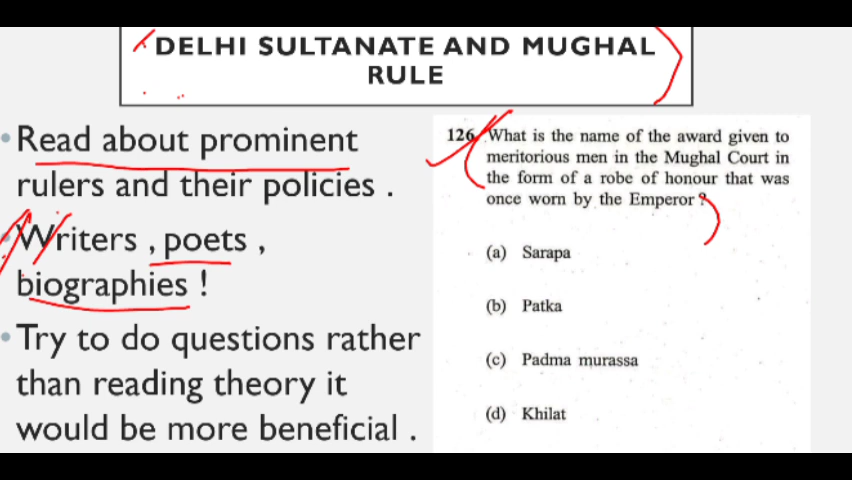 DELHI SULTANATE AND MUGHAL
RULE
• Read about prominent
rulers and their policies .
• Writers , poets ,
biographies !
• Try to do questions rather
than reading theory it
would be more beneficial .
126. What is the name of the award given to
meritorious men in the Mughal Court in
the form of a robe of honour that was
once worn by the Emperor ?
(a) Sarapa
(b) Patka
(c) Padma murassa
(d) Khilat